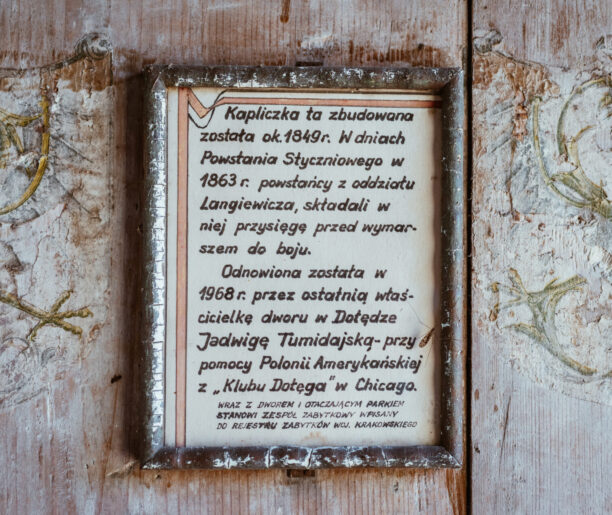 Kapliczka ta zbudowana
została ok. 1849 r. W dniach
Powstania Styczniowego w
1863 r. powstańcy z oddziału
Langiewicza, składali w
niej przysięgę przed wymar-
szem do boju.
Odnowiona została w
1968 r. przez ostatnią właś-
cicielkę dworu w Dołędze
Jadwigę Tumidajską - przy
pomocy Polonii Amerykańskiej
z „Klubu Dołęga" w Chicago.
WRAZ Z DWOREM I OTACZAJĄCYM PARKIEM
STANOWI ZESPÓŁ ZABYTKOWY WPISANY
DO REJESTRU ZABYTKÓW WOJ. KRAKOWSKIEGO